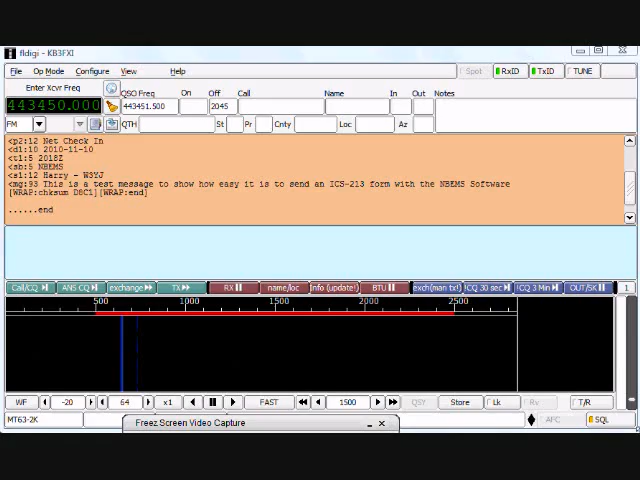 fldigi - KB3FXI
File Op Mode Configure View Help Spot RxID TxID TUNE
Enter Xcvr Freq QSO Freq On Off Call Name In Out Notes
443450.000 443451.500 2045
FM QTH St Pr Cnty Loc Az
<p2:12 Net Check In
<d1:10 2010-11-10
<t1:5 2018Z
<sb:5 NBEMS
<s1:12 Harry - W3YJ
<mg:93 This is a test message to show how easy it is to send an ICS-213 form with the NBEMS Software
[WRAP:chksum D8C1][WRAP:end]
......end
Call/CQ ANS CQ exchange TX RX name/loc Info (update!) BTU exch(man tx!) !CQ 30 sec !CQ 3 Min OUT/SK 1
500 1000 1500 2000 2500
WF -20 64 x1 FAST 1500 QSY Store Lk Rv T/R
MT63-2K AFC SQL
Freez Screen Video Capture